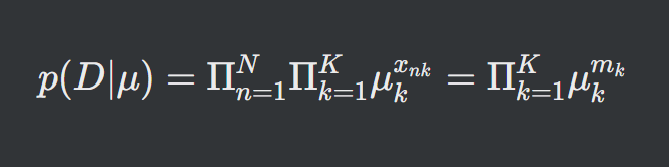 p(D|μ) = Π_{n=1}^{N} Π_{k=1}^{K} μ_k^{x_{nk}} = Π_{k=1}^{K} μ_k^{m_k}